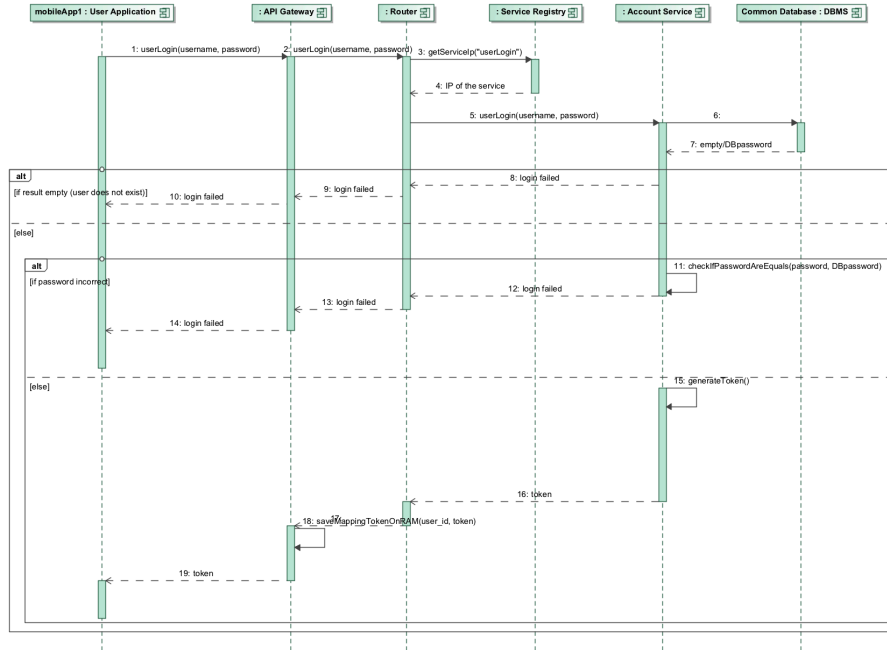 mobileApp1 : User Application
: API Gateway
: Router
: Service Registry
: Account Service
Common Database : DBMS
1: userLogin(username, password)
2: userLogin(username, password)
3: getServiceIp("userLogin")
4: IP of the service
5: userLogin(username, password)
6:
7: empty/DBpassword
alt
[if result empty (user does not exist)]
8: login failed
9: login failed
10: login failed
[else]
alt
[if password incorrect]
11: checkIfPasswordAreEquals(password, DBpassword)
12: login failed
13: login failed
14: login failed
[else]
15: generateToken()
16: token
17:
18: saveMappingTokenOnRAM(user_id, token)
19: token